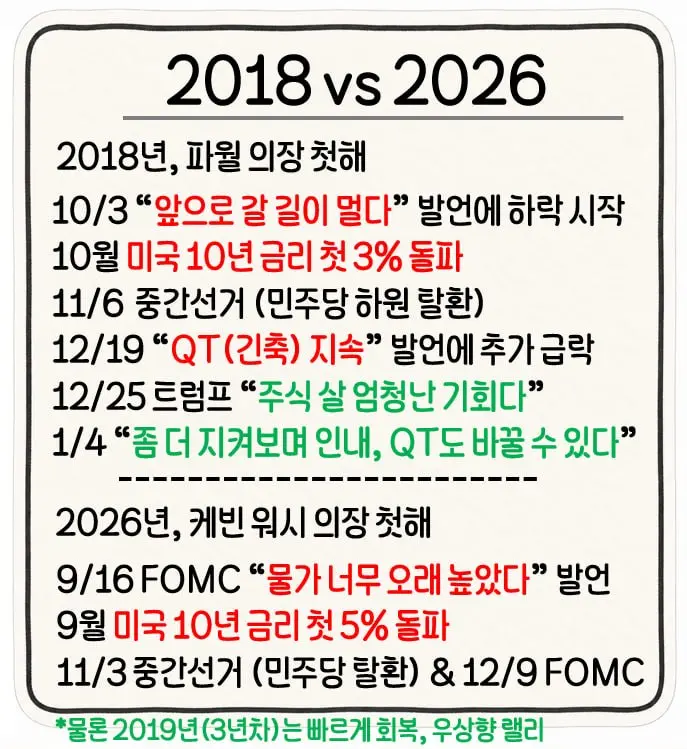 2018 vs 2026
2018년, 파월 의장 첫해
10/3 “앞으로 갈 길이 멀다” 발언에 하락 시작
10월 미국 10년 금리 첫 3% 돌파
11/6 중간선거 (민주당 하원 탈환)
12/19 “QT(긴축) 지속” 발언에 추가 급락
12/25 트럼프 “주식 살 엄청난 기회다”
1/4 “좀 더 지켜보며 인내, QT도 바꿀 수 있다”
------------------------
2026년, 케빈 워시 의장 첫해
9/16 FOMC “물가 너무 오래 높았다” 발언
9월 미국 10년 금리 첫 5% 돌파
11/3 중간선거 (민주당 탈환) & 12/9 FOMC
*물론 2019년(3년차)는 빠르게 회복, 우상향 랠리